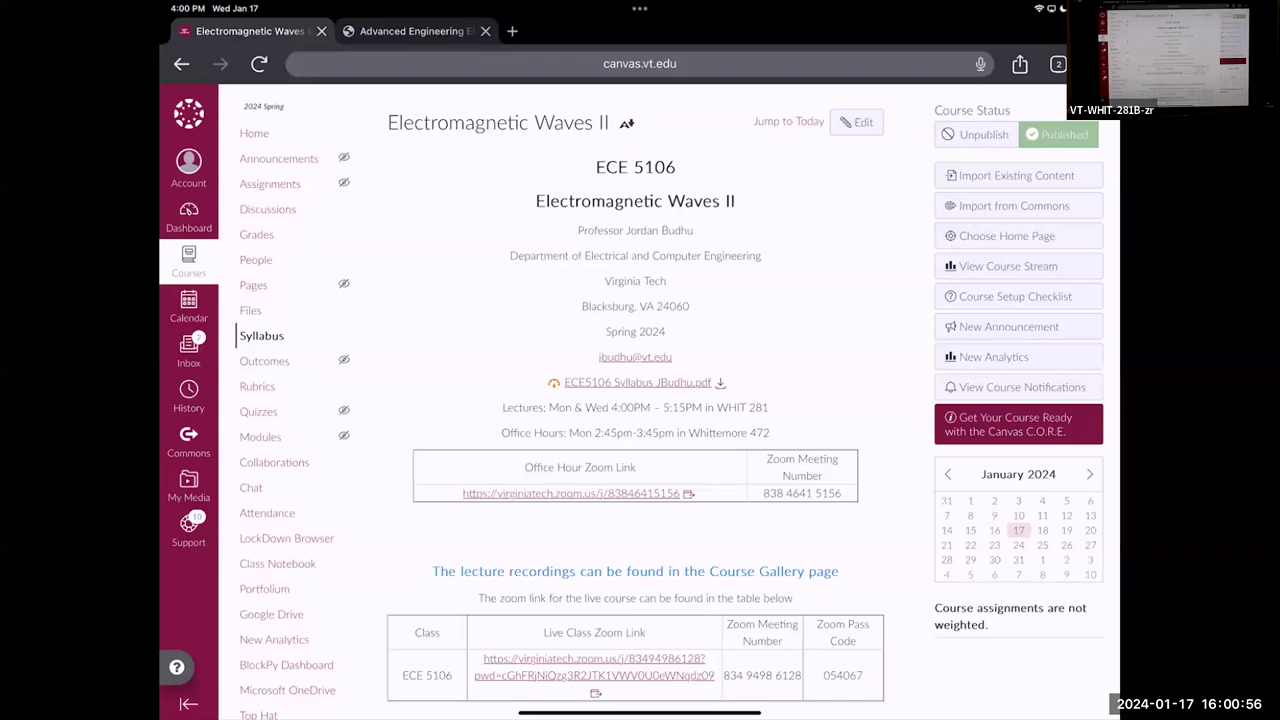 4:00 PM Wed Jan 17
Electromagnetic Wav
canvas.vt.edu
VT-WHIT-281B-zr
2024 Spring
Home
Announcements
Assignments
Discussions
Grades
People
Pages
Files
Syllabus
Outcomes
Rubrics
Quizzes
Modules
Collaborations
Chat
Attendance
LockDown Browser
Class Notebook
Portfolium
Google Drive
New Analytics
BlockPy Dashboard
Microsoft OneDrive
Top Hat
Account
Dashboard
Courses
Calendar
2
Inbox
History
Commons
My Media
10
Support
?
ic Waves II
to Today
ECE 5106
Electromagnetic Waves II
Professor Jordan Budhu
Department of Electrical and Computer Engineering
Virginia Tech
Blacksburg, VA 24060
Spring 2024
jbudhu@vt.edu
ECE5106 Syllabus JBudhu.pdf
Lectures: Mon & Wed 4:00PM – 5:15PM in WHIT 281
Office Hours: Mon 2:45pm-3:45pm in Whittemore 472
Office Hour Zoom Link
Zoom Meeting
Number
https://virginiatech.zoom.us/j/83846415156
838 4641 5156
The lecture recordings can be found in the Course Gallery page
The zoom link for the live course can be found in the table below
Class
Live Class Zoom Link
Zoom Meeting
Number
Zoom Pass
Code
ECE 5106
https://virginiatech.zoom.us/j/83494986128?
834 9498 6128
Unpublish
Published
Import Existing Content
Import from Commons
Choose Home Page
View Course Stream
Course Setup Checklist
New Announcement
New Analytics
View Course Notifications
Get Your Course Ready
with the Canvas C.O.R.E.
January 2024
31 1 2 3 4 5 6
7 8 9 10 11 12 13
14 15 16 17 18 19 20
21 22 23 24 25 26 27
28 29 30 31 1 2 3
4 5 6 7 8 9 10
Course assignments are not
weighted.
2024-01-17 16:00:56